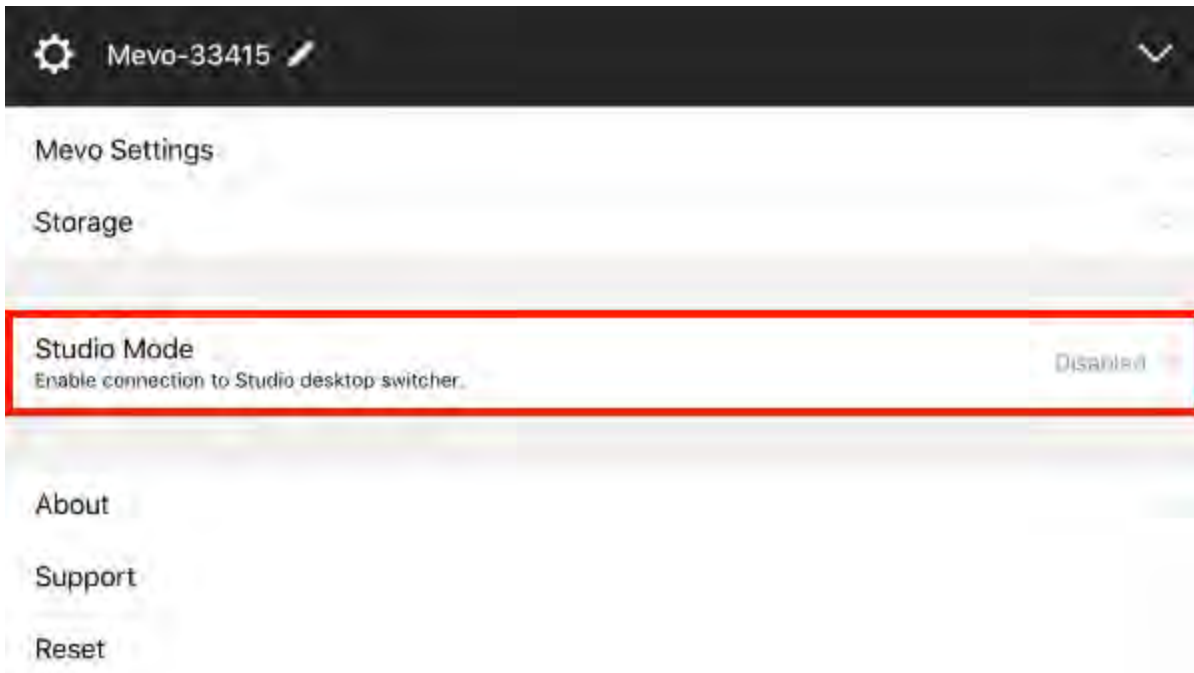 Mevo-33415
Mevo Settings
Storage
Studio Mode
Enable connection to Studio desktop switcher.
Disabled
About
Support
Reset